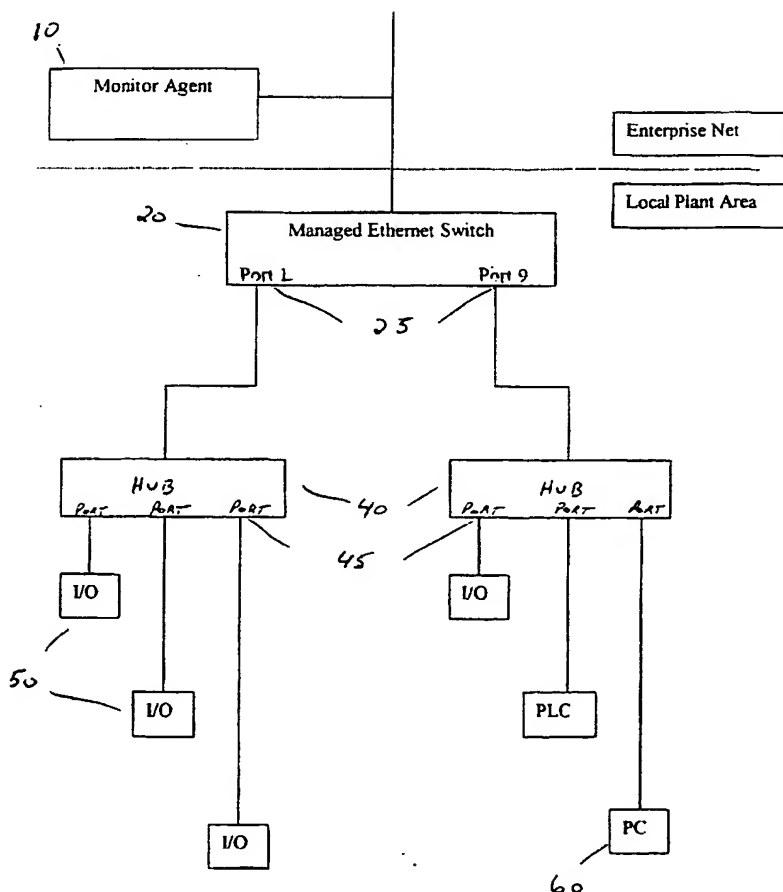 10
Monitor Agent
Enterprise Net
Local Plant Area
20
Managed Ethernet Switch
Port 1
Port 9
25
HUB
PORT PORT PORT
40
HUB
PORT PORT PORT
45
I/O
I/O
50
I/O
PLC
I/O
PC
60